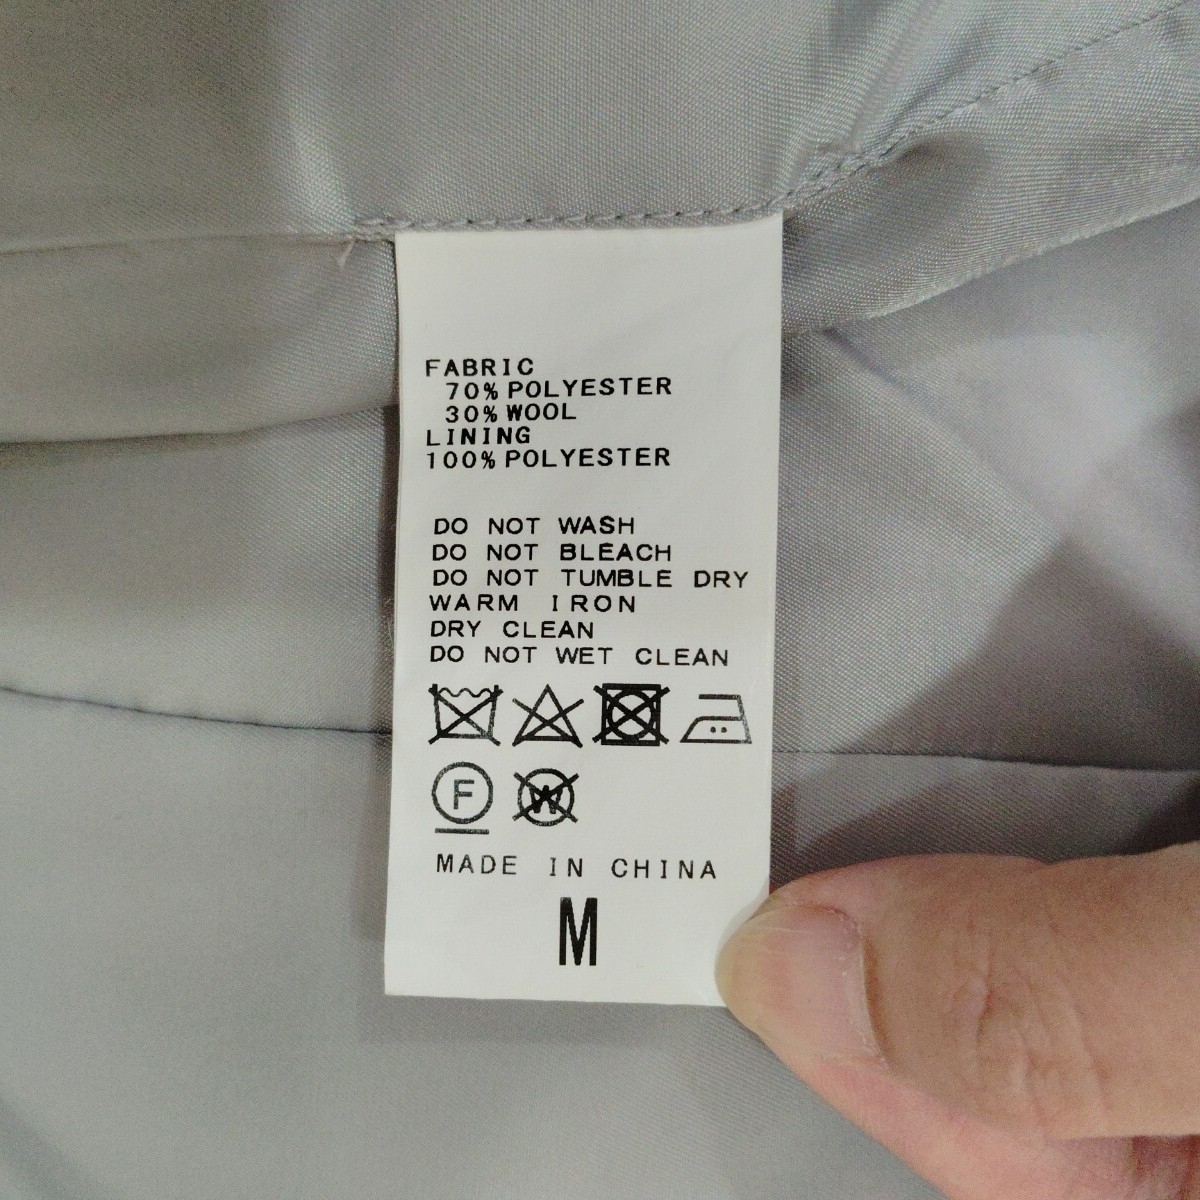 FABRIC
70% POLYESTER
30% WOOL
LINING
100% POLYESTER
DO NOT WASH
DO NOT BLEACH
DO NOT TUMBLE DRY
WARM IRON
DRY CLEAN
DO NOT WET CLEAN
F W
MADE IN CHINA
M